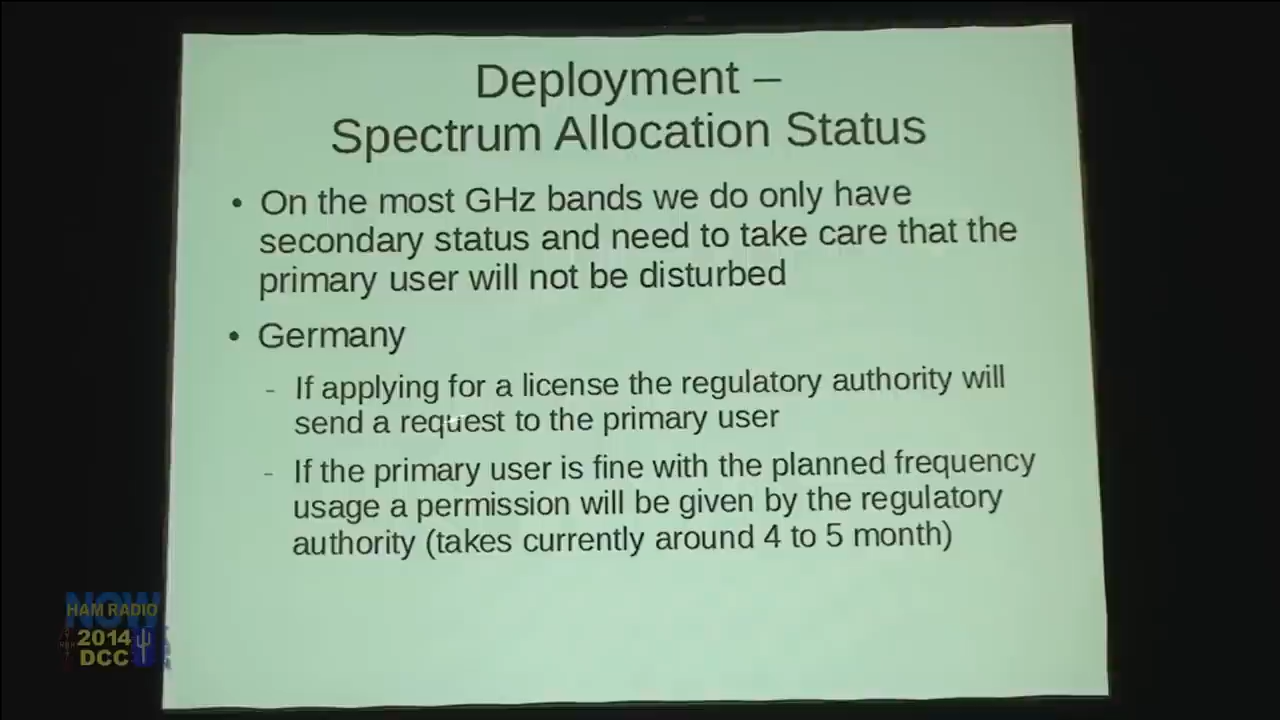 Deployment –
Spectrum Allocation Status
• On the most GHz bands we do only have
secondary status and need to take care that the
primary user will not be disturbed
• Germany
- If applying for a license the regulatory authority will
send a request to the primary user
- If the primary user is fine with the planned frequency
usage a permission will be given by the regulatory
authority (takes currently around 4 to 5 month)
NOW
HAM RADIO
2014
DCC